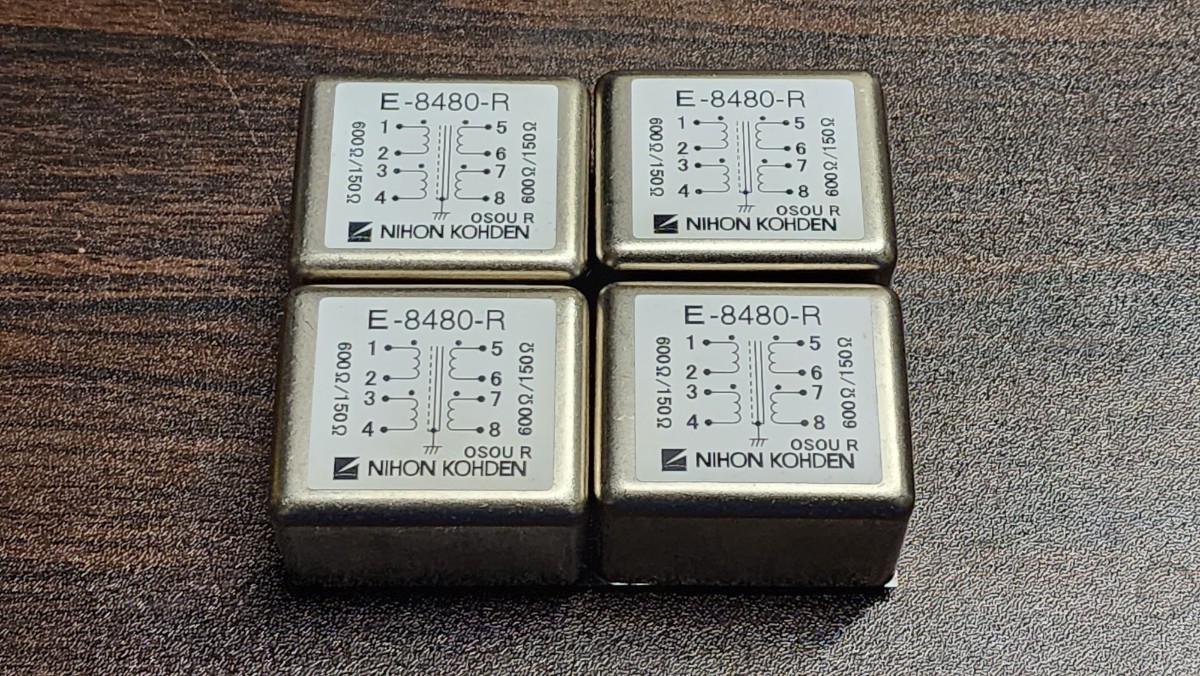 E-8480-R
600Ω/150Ω
1
2
3
4
5
6
7
8
600Ω/150Ω
OSOU R
NIHON KOHDEN
E-8480-R
600Ω/150Ω
1
2
3
4
5
6
7
8
600Ω/150Ω
OSOU R
NIHON KOHDEN
E-8480-R
600Ω/150Ω
1
2
3
4
5
6
7
8
600Ω/150Ω
OSOU R
NIHON KOHDEN
E-8480-R
600Ω/150Ω
1
2
3
4
5
6
7
8
600Ω/150Ω
OSOU R
NIHON KOHDEN